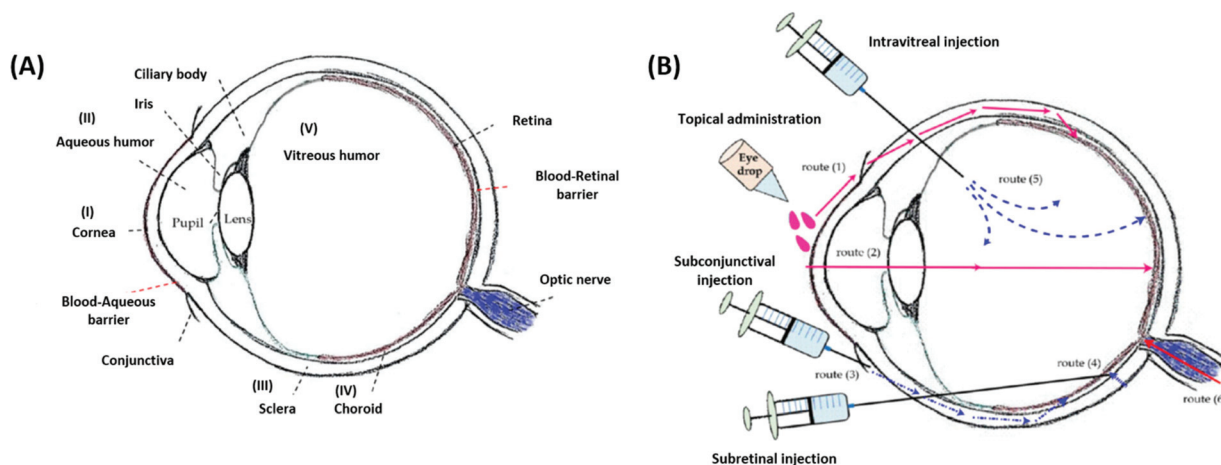 (A)
Ciliary body
Iris
(II)
Aqueous humor
(I)
Cornea
Pupil
Lens
(V)
Vitreous humor
Retina
Blood-Retinal
barrier
Optic nerve
Blood-Aqueous
barrier
Conjunctiva
(III)
Sclera
(IV)
Choroid
(B)
Intravitreal injection
Topical administration
Eye
drop
route (1)
route (5)
route (2)
Subconjunctival
injection
route (3)
route (4)
route (6
Subretinal injection